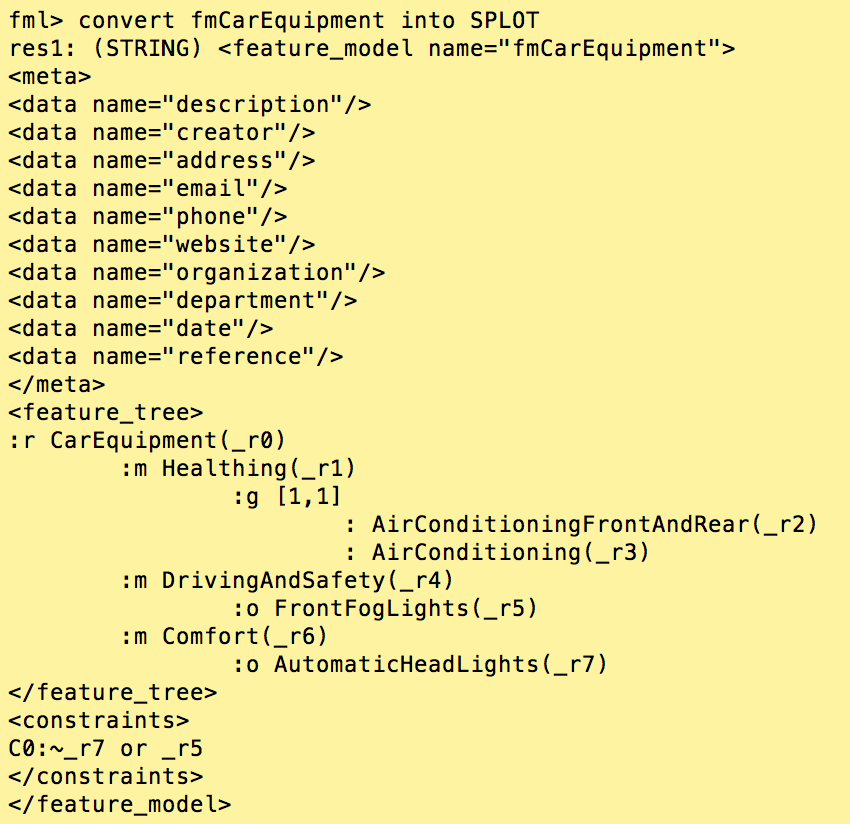 fml> convert fmCarEquipment into SPLOT
res1: (STRING) <feature_model name="fmCarEquipment">
<meta>
<data name="description"/>
<data name="creator"/>
<data name="address"/>
<data name="email"/>
<data name="phone"/>
<data name="website"/>
<data name="organization"/>
<data name="department"/>
<data name="date"/>
<data name="reference"/>
</meta>
<feature_tree>
:r CarEquipment(_r0)
        :m Healthing(_r1)
                :g [1,1]
                        : AirConditioningFrontAndRear(_r2)
                        : AirConditioning(_r3)
        :m DrivingAndSafety(_r4)
                :o FrontFogLights(_r5)
        :m Comfort(_r6)
                :o AutomaticHeadLights(_r7)
</feature_tree>
<constraints>
C0:~_r7 or _r5
</constraints>
</feature_model>